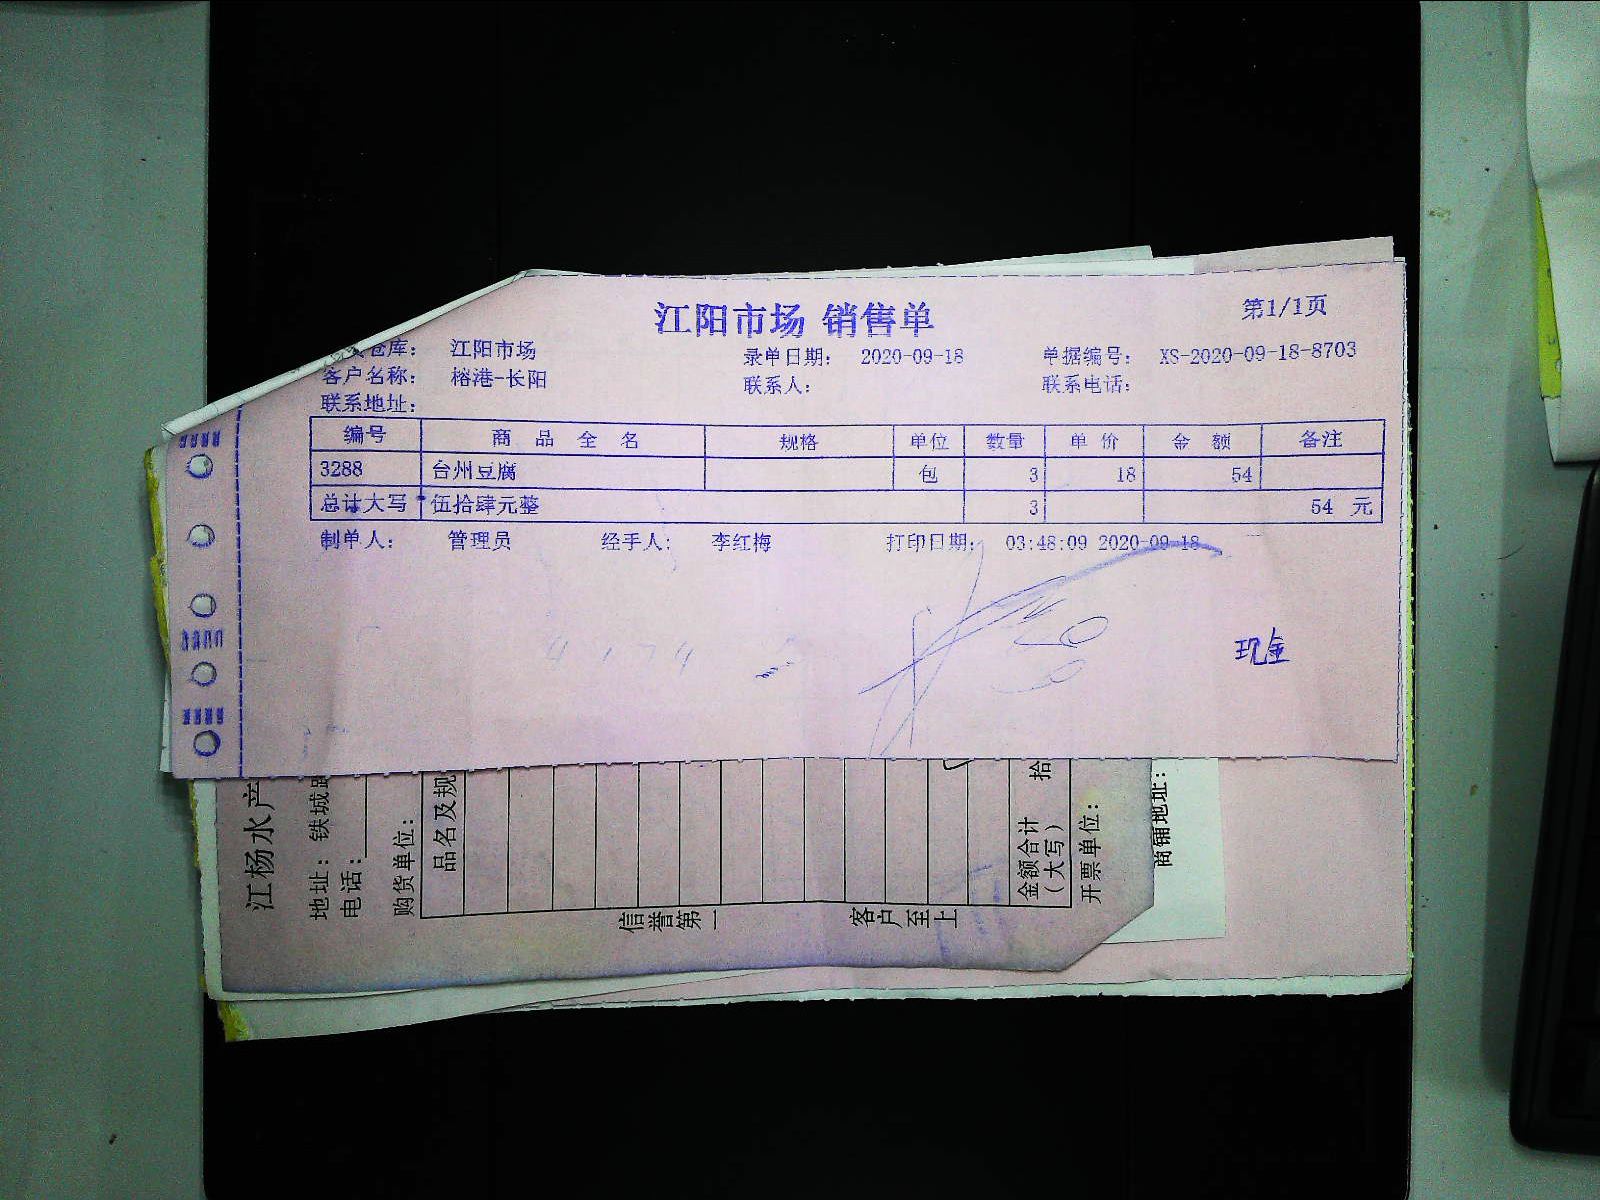 江阳市场 销售单
第1/1页
仓库： 江阳市场 录单日期： 2020-09-18 单据编号： XS-2020-09-18-8703
客户名称： 榕港-长阳 联系人： 联系电话：
联系地址：
编号 商品全名 规格 单位 数量 单价 金额 备注
3288 台州豆腐 包 3 18 54
总计大写 伍拾肆元整 3 54 元
制单人： 管理员 经手人： 李红梅 打印日期： 03:48:09 2020-09-18
现金
江杨水产
地址：铁城路
电话：
购货单位：
品名及规
金额合计
（大写）
拾
开票单位：
信誉第一 客户至上
商铺地址：